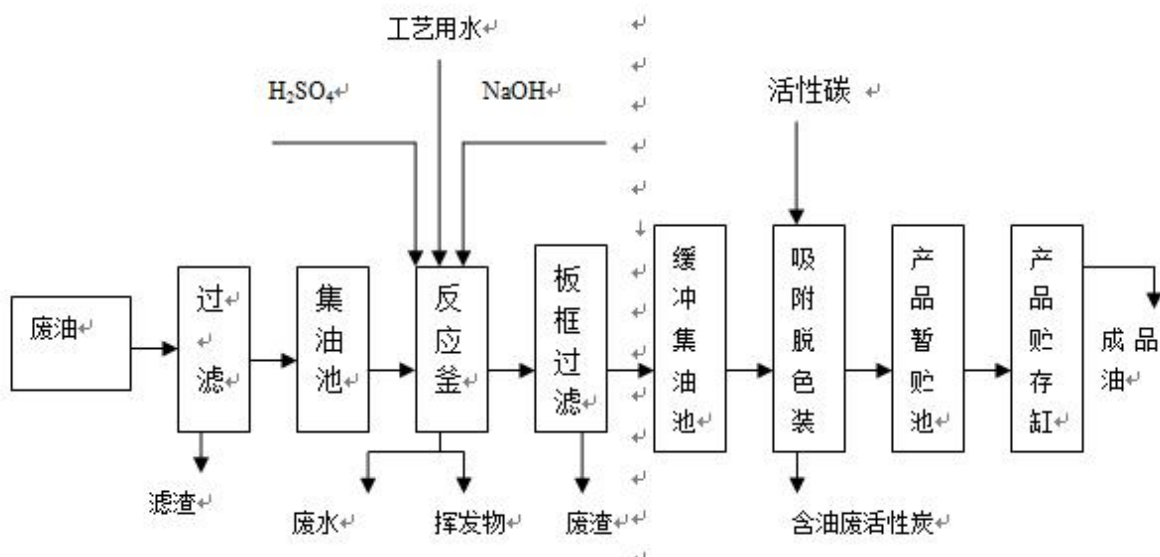 工艺用水
H₂SO₄
NaOH
活性碳
废油
过滤
集油池
反应釜
板框过滤
缓冲集油池
吸附脱色装
产品暂贮池
产品贮存缸
成品油
滤渣
废水
挥发物
废渣
含油废活性炭